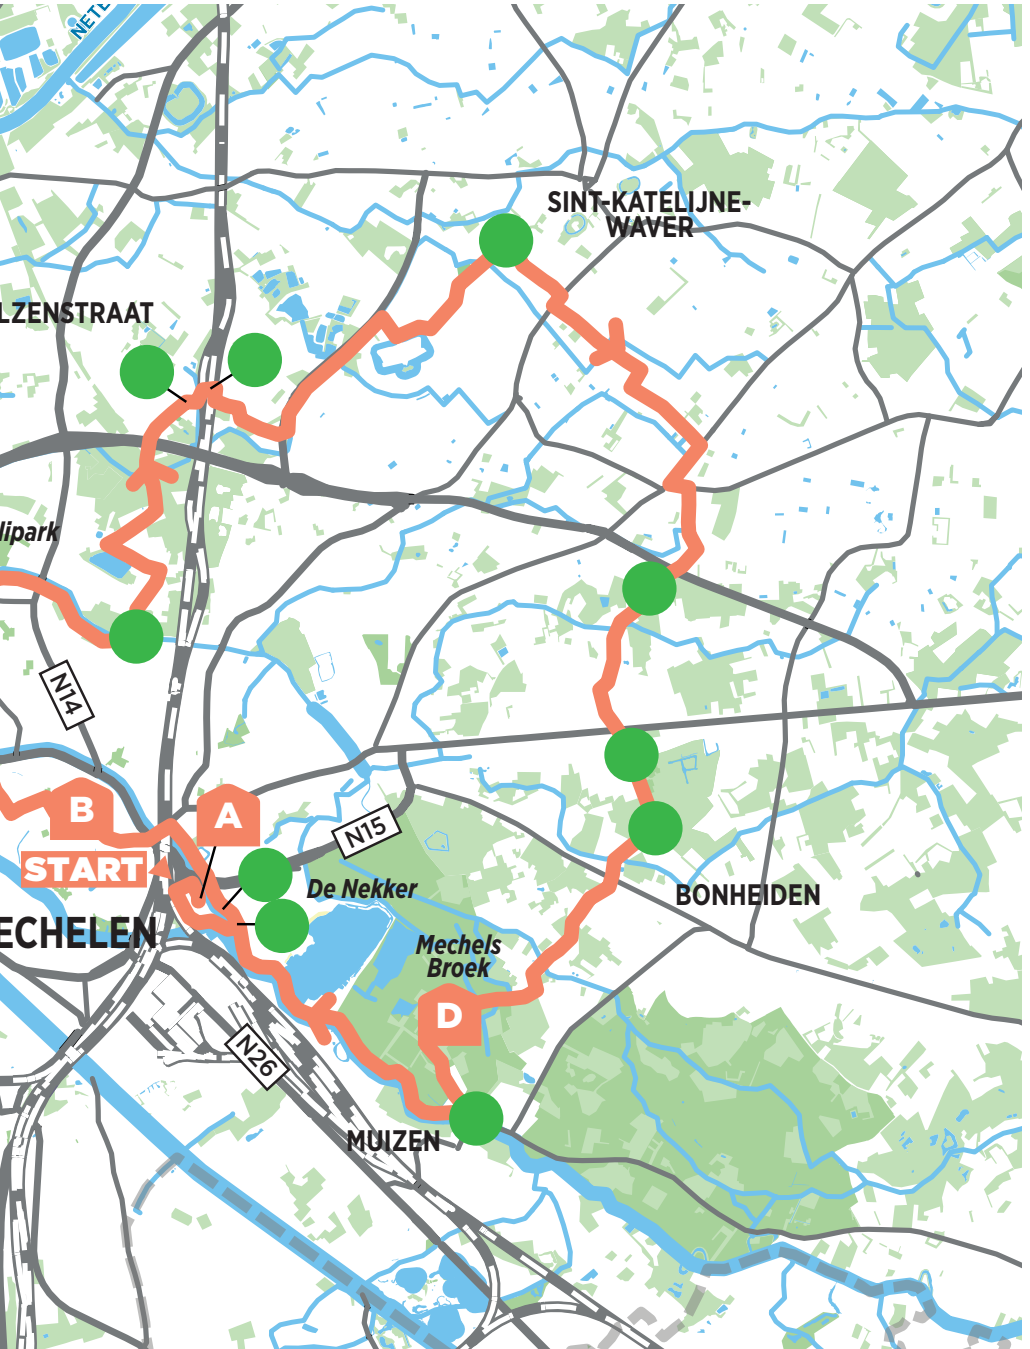 NETE
SINT-KATELIJNE-
WAVER
LZENSTRAAT
lipark
N14
B
A
START
N15
De Nekker
ECHELEN
BONHEIDEN
Mechels
Broek
D
N26
MUIZEN